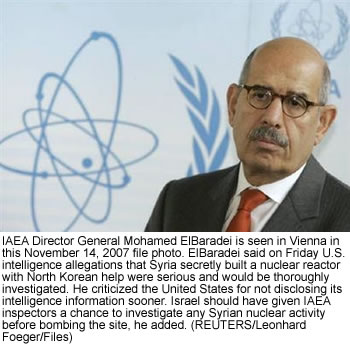 IAEA Director General Mohamed ElBaradei is seen in Vienna in
this November 14, 2007 file photo. ElBaradei said on Friday U.S.
intelligence allegations that Syria secretly built a nuclear reactor
with North Korean help were serious and would be thoroughly
investigated. He criticized the United States for not disclosing its
intelligence information sooner. Israel should have given IAEA
inspectors a chance to investigate any Syrian nuclear activity
before bombing the site, he added. (REUTERS/Leonhard
Foeger/Files)